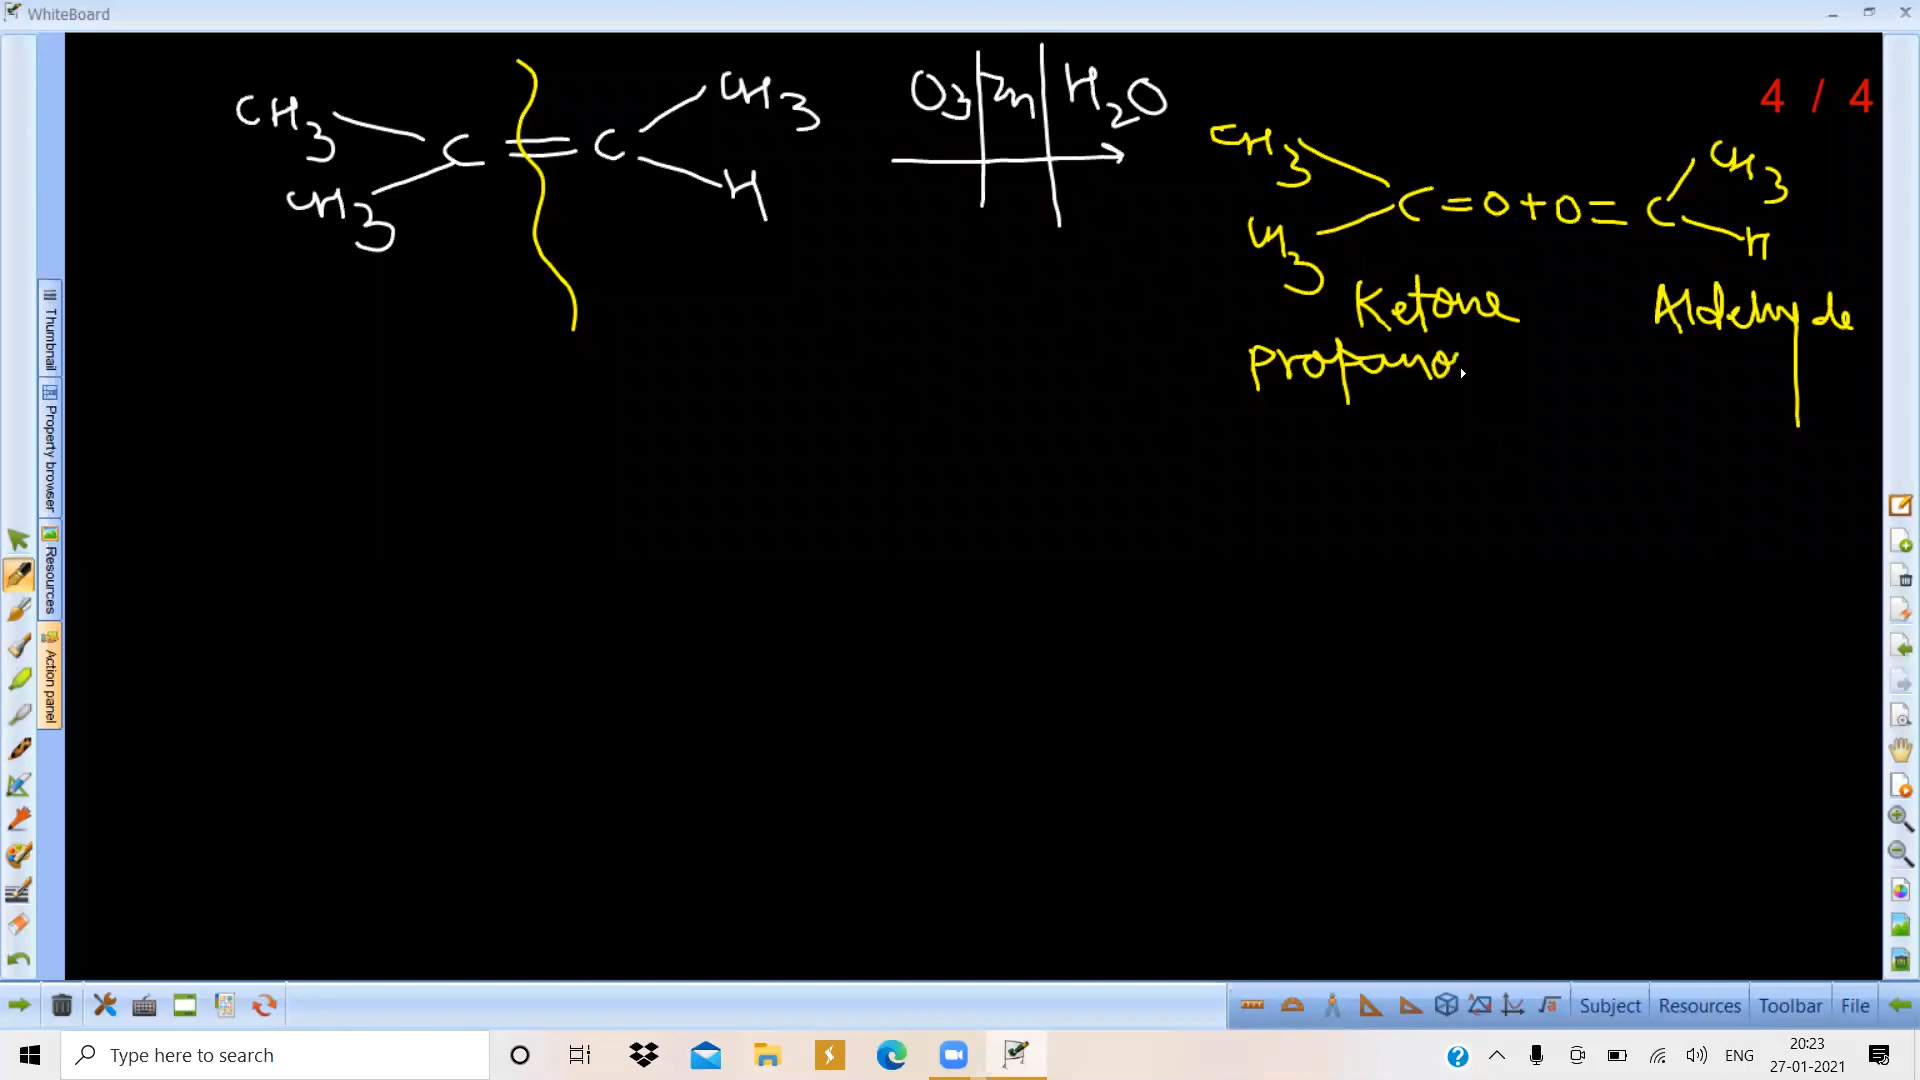 WhiteBoard
4 / 4
CH3
CH3
C = C
CH3
H
O3 Zn H2O
CH3
CH3
C=O+O=C
CH3
H
Ketone
Aldehyde
Propano
Thumbnail
Property browser
Resources
Action panel
Subject Resources Toolbar File
Type here to search
ENG
20:23
27-01-2021